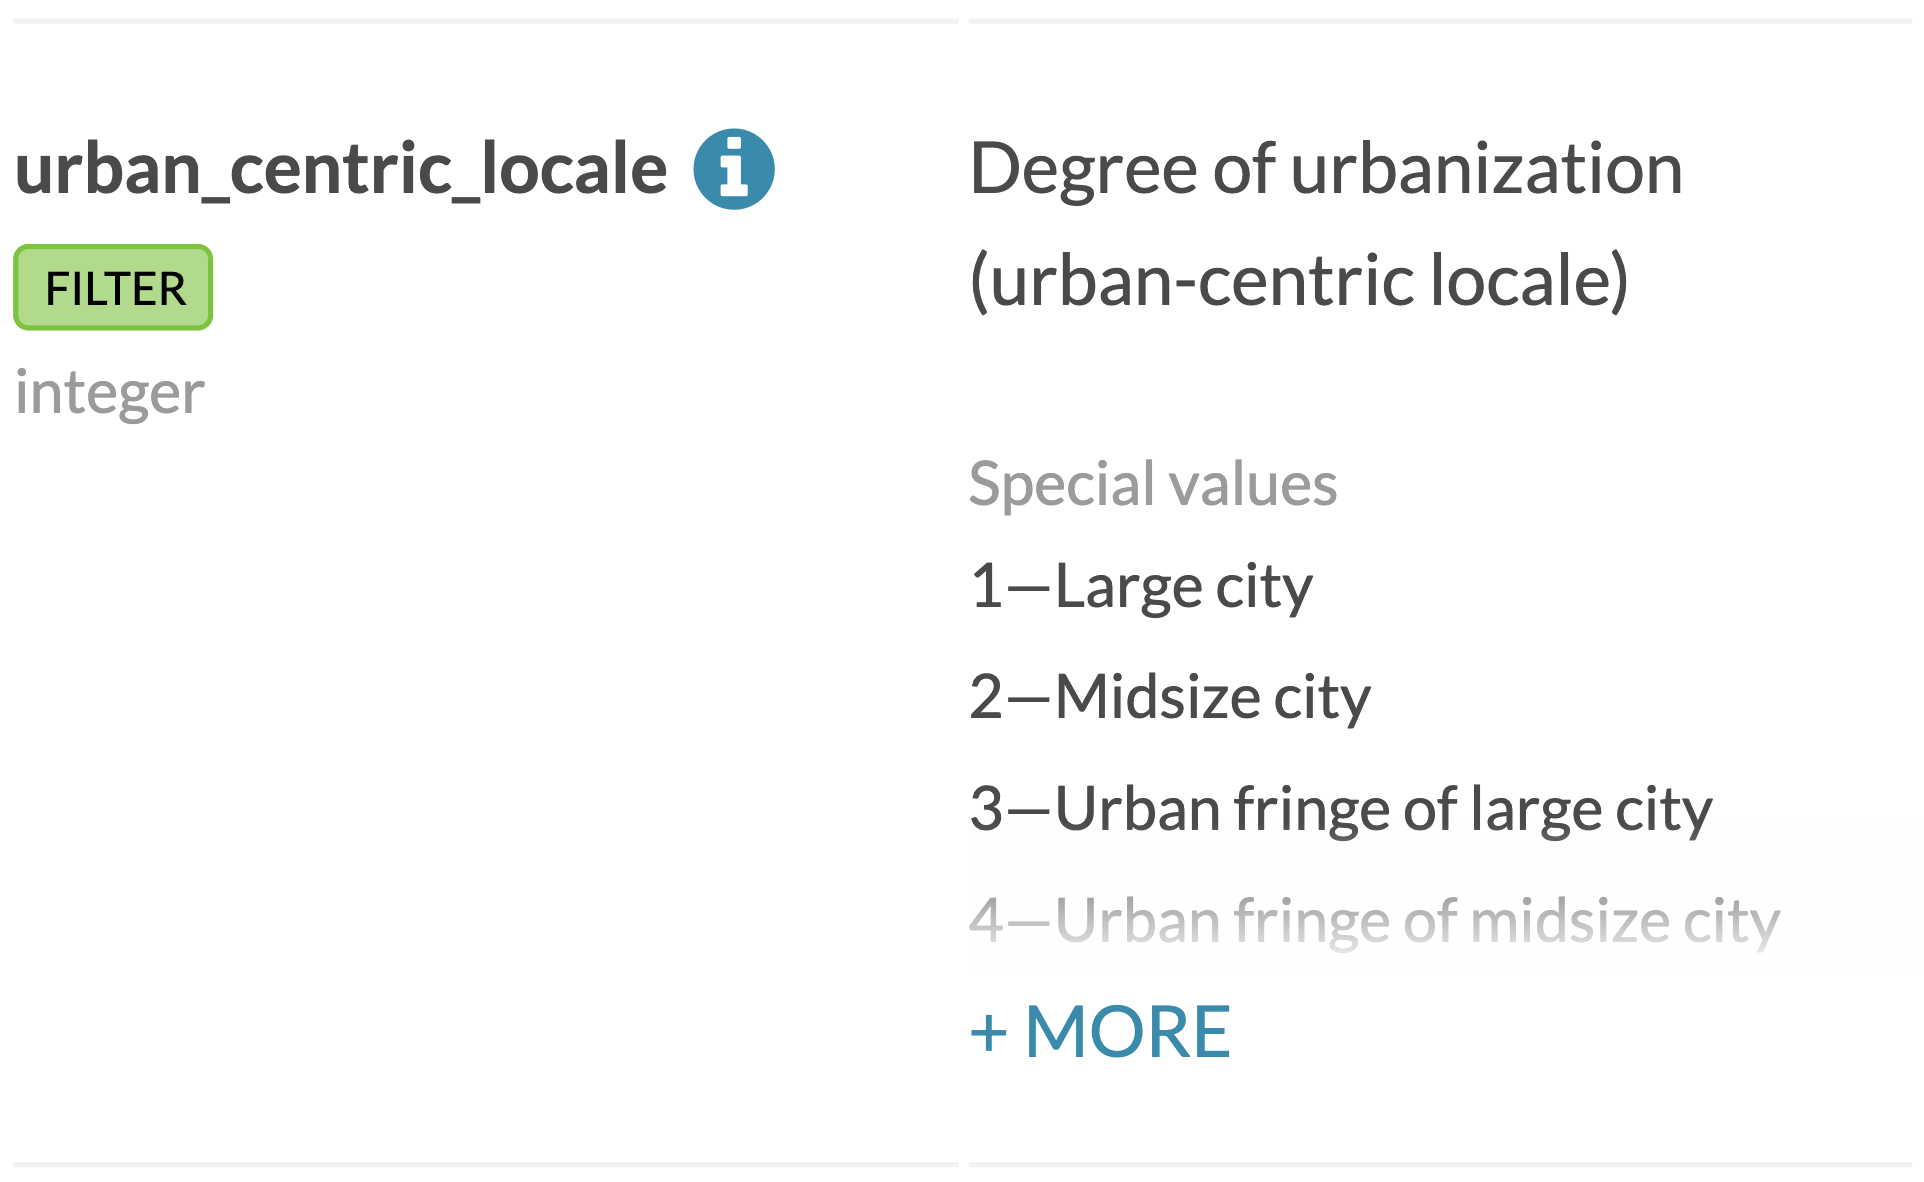 urban_centric_locale
FILTER
integer
Degree of urbanization
(urban-centric locale)
Special values
1—Large city
2—Midsize city
3—Urban fringe of large city
4—Urban fringe of midsize city
+ MORE